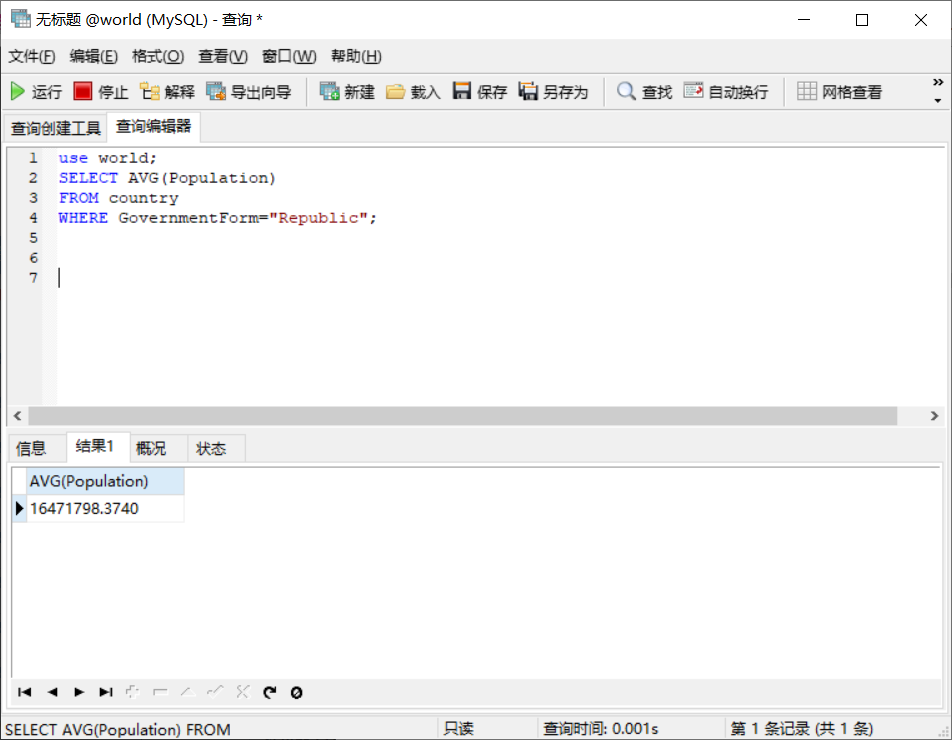 无标题 @world (MySQL) - 查询 *
文件(F) 编辑(E) 格式(O) 查看(V) 窗口(W) 帮助(H)
运行 停止 解释 导出向导 新建 载入 保存 另存为 查找 自动换行 网格查看 »
查询创建工具 查询编辑器
1 use world;
2 SELECT AVG(Population)
3 FROM country
4 WHERE GovernmentForm="Republic";
5
6
7
信息 结果1 概况 状态
AVG(Population)
16471798.3740
SELECT AVG(Population) FROM 只读 查询时间: 0.001s 第 1 条记录 (共 1 条)